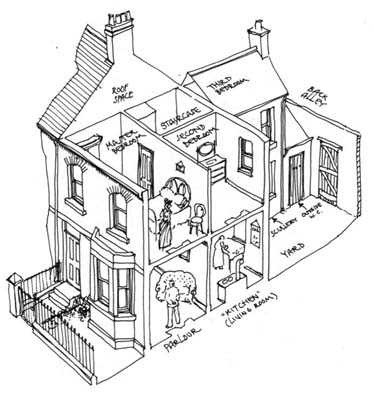 ROOF
SPACE
THIRD
BEDROOM
BACK
ALLEY
STAIRCASE
MASTER
BEDROOM
SECOND
BEDROOM
SCULLERY OUTSIDE
W.C.
YARD
"KITCHEN"
(LIVING ROOM)
PARLOUR